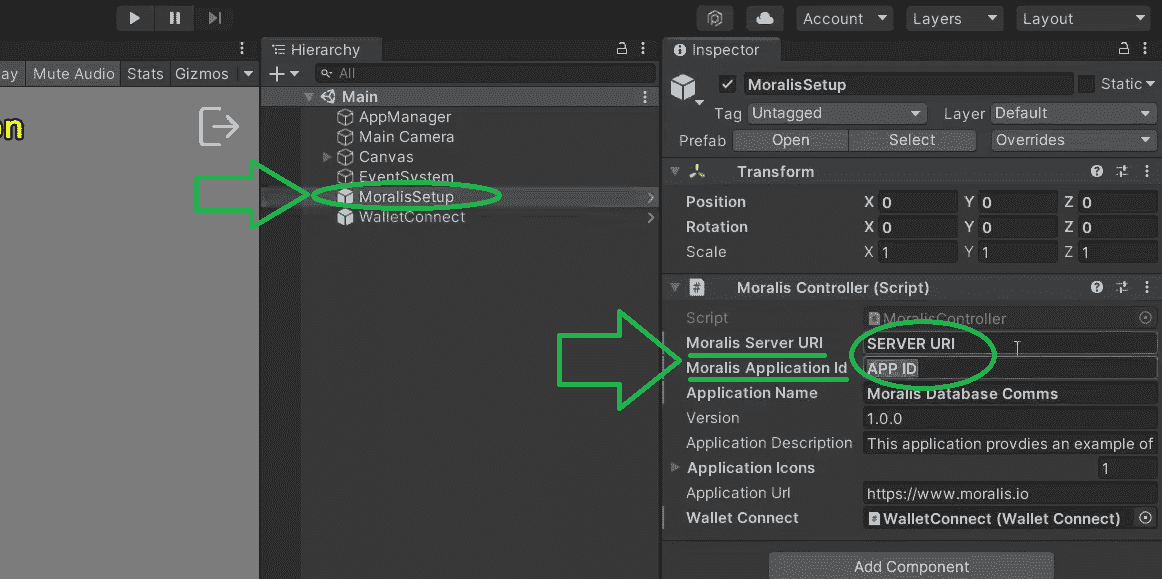 Account Layers Layout
Hierarchy
Inspector
ay Mute Audio Stats Gizmos
All
MoralisSetup Static
Main
Tag Untagged Layer Default
AppManager
Main Camera
Prefab Open Select Overrides
Canvas
EventSystem
Transform
MoralisSetup
Position X 0 Y 0 Z 0
WalletConnect
Rotation X 0 Y 0 Z 0
Scale X 1 Y 1 Z 1
on
# Moralis Controller (Script)
Script # MoralisController
Moralis Server URI SERVER URI
Moralis Application Id APP ID
Application Name Moralis Database Comms
Version 1.0.0
Application Description This application provdies an example of
Application Icons 1
Application Url https://www.moralis.io
Wallet Connect # WalletConnect (Wallet Connect)
Add Component